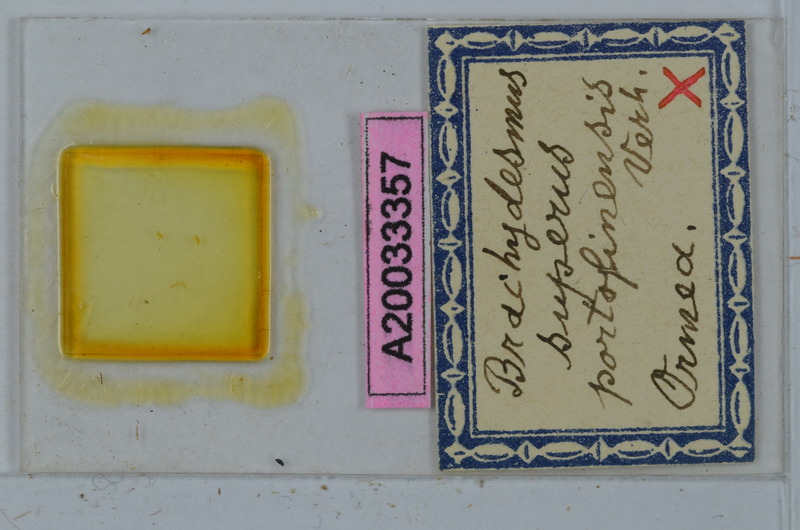 A20033357
Brachydesmus
superus
portofinensis
Verh.
X
Ormea.